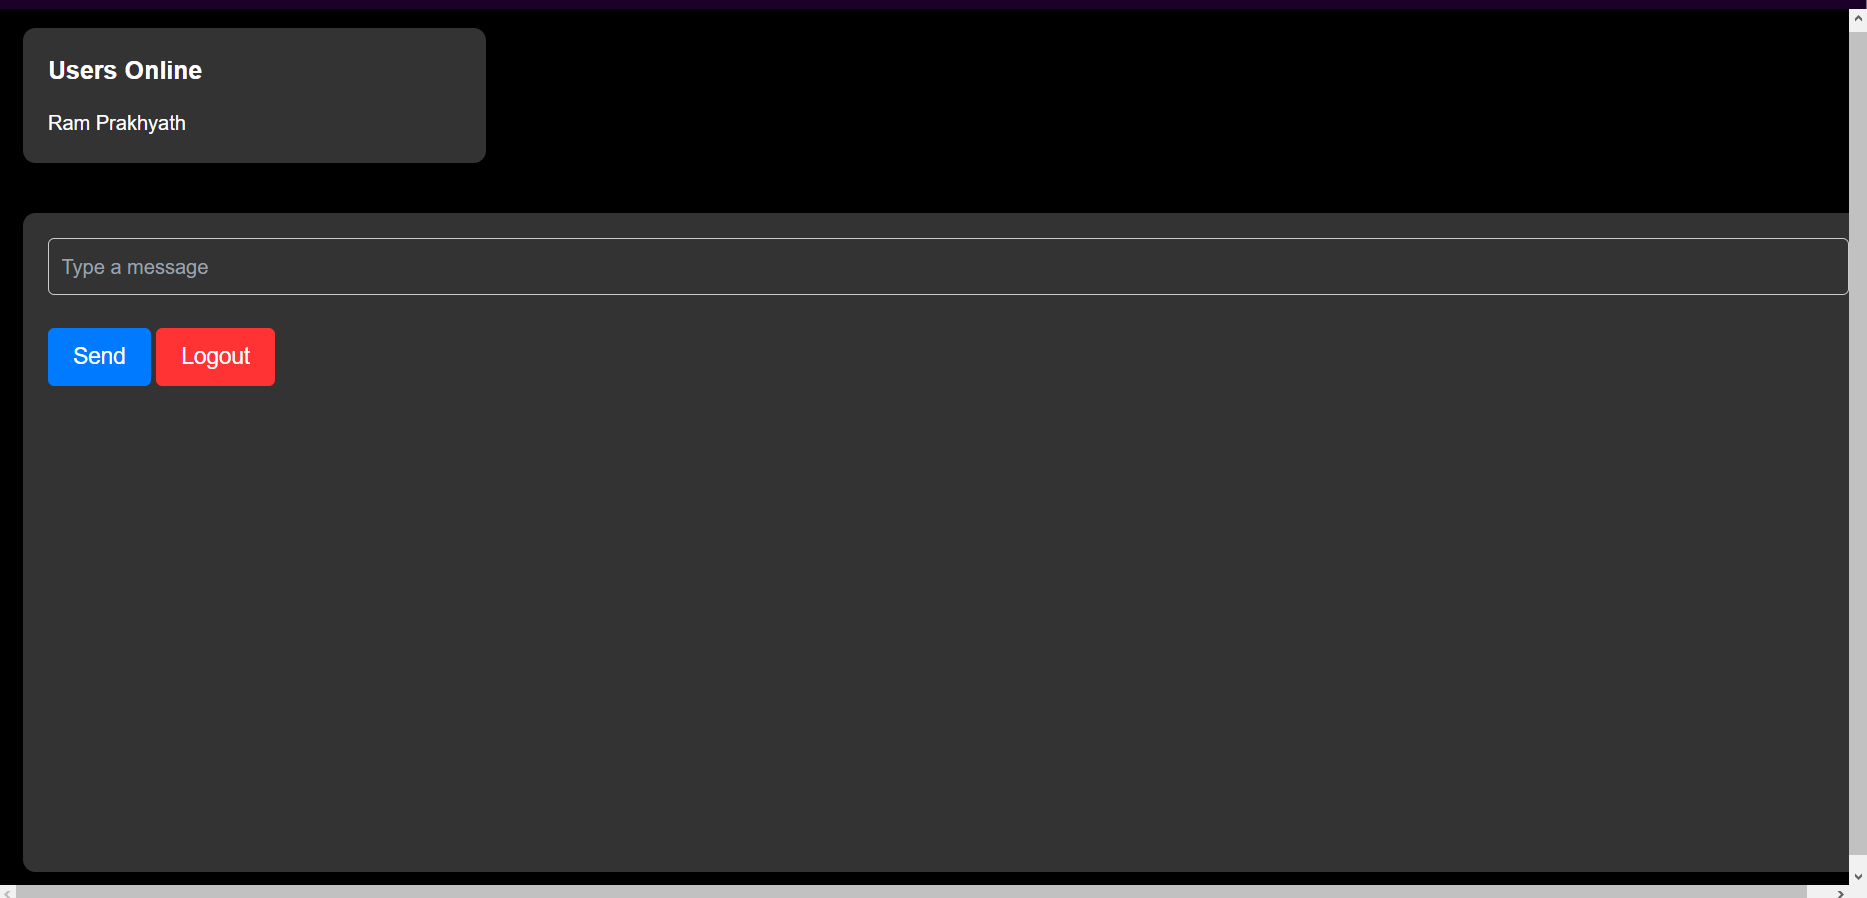 Users Online
Ram Prakhyath
Type a message
Send Logout